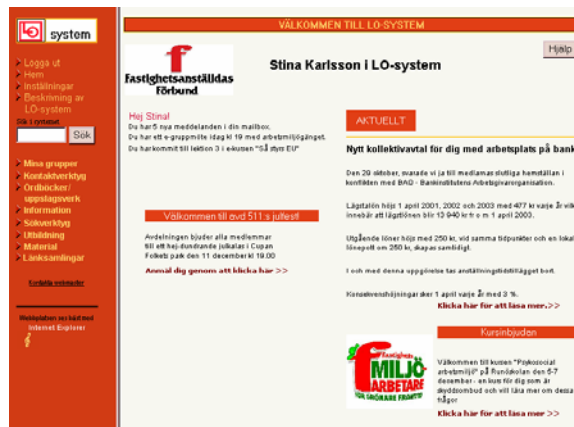 VÄLKOMMEN TILL LO-SYSTEM
LO system
Logga ut
Hem
Inställningar
Beskrivning av
LO-system
Sök i systemet
Sök
Mina grupper
Kontaktverktyg
Ordböcker/
uppslagsverk
Information
Sökverktyg
Utbildning
Material
Länksamlingar
Kontakta webmaster
Webbplatsen ses bäst med
Internet Explorer
f
Fastighetsanställdas
Förbund
Stina Karlsson i LO-system
Hjälp
Hej Stina!
Du har 5 nya meddelanden i din mailbox.
Du har ett e-gruppmöte idag kl 19 med arbetsmiljögänget.
Du har kommit till lektion 3 i e-kursen "Så styrs EU"
Välkommen till avd 511:s julfest!
Avdelningen bjuder alla medlemmar
till ett hej-dundrande julkalas i Cupan
Folkets park den 11 december kl 19.00
Anmäl dig genom att klicka här >>
AKTUELLT
Nytt kollektivavtal för dig med arbetsplats på bank
Den 29 oktober, svarade vi ja till medlarnas slutliga hemställan i
konflikten med BAO - Bankinstitutens Arbetsgivarorganisation.
Lägstalön höjs 1 april 2001, 2002 och 2003 med 477 kr varje år vilk
innebär att lägstlönen blir 13 940 kr fr o m 1 april 2003.
Utgående löner höjs med 250 kr, vid samma tidpunkter och en lokal
lönepott om 250 kr, skapas samtidigt.
I och med denna uppgörelse tas anställningstidstillägget bort.
Konsekvenshöjningar sker 1 april varje år med 3 %.
Klicka här för att läsa mer.>>
Kursinbjudan
fastighets
MILJÖ
ARBETARE
Välkommen till kursen "Psykosocial
arbetsmiljö" på Runöskolan den 5-7
december - en kurs för dig som är
skyddsombud och vill lära mer om dessa
frågor
Klicka här för att läsa mer >>